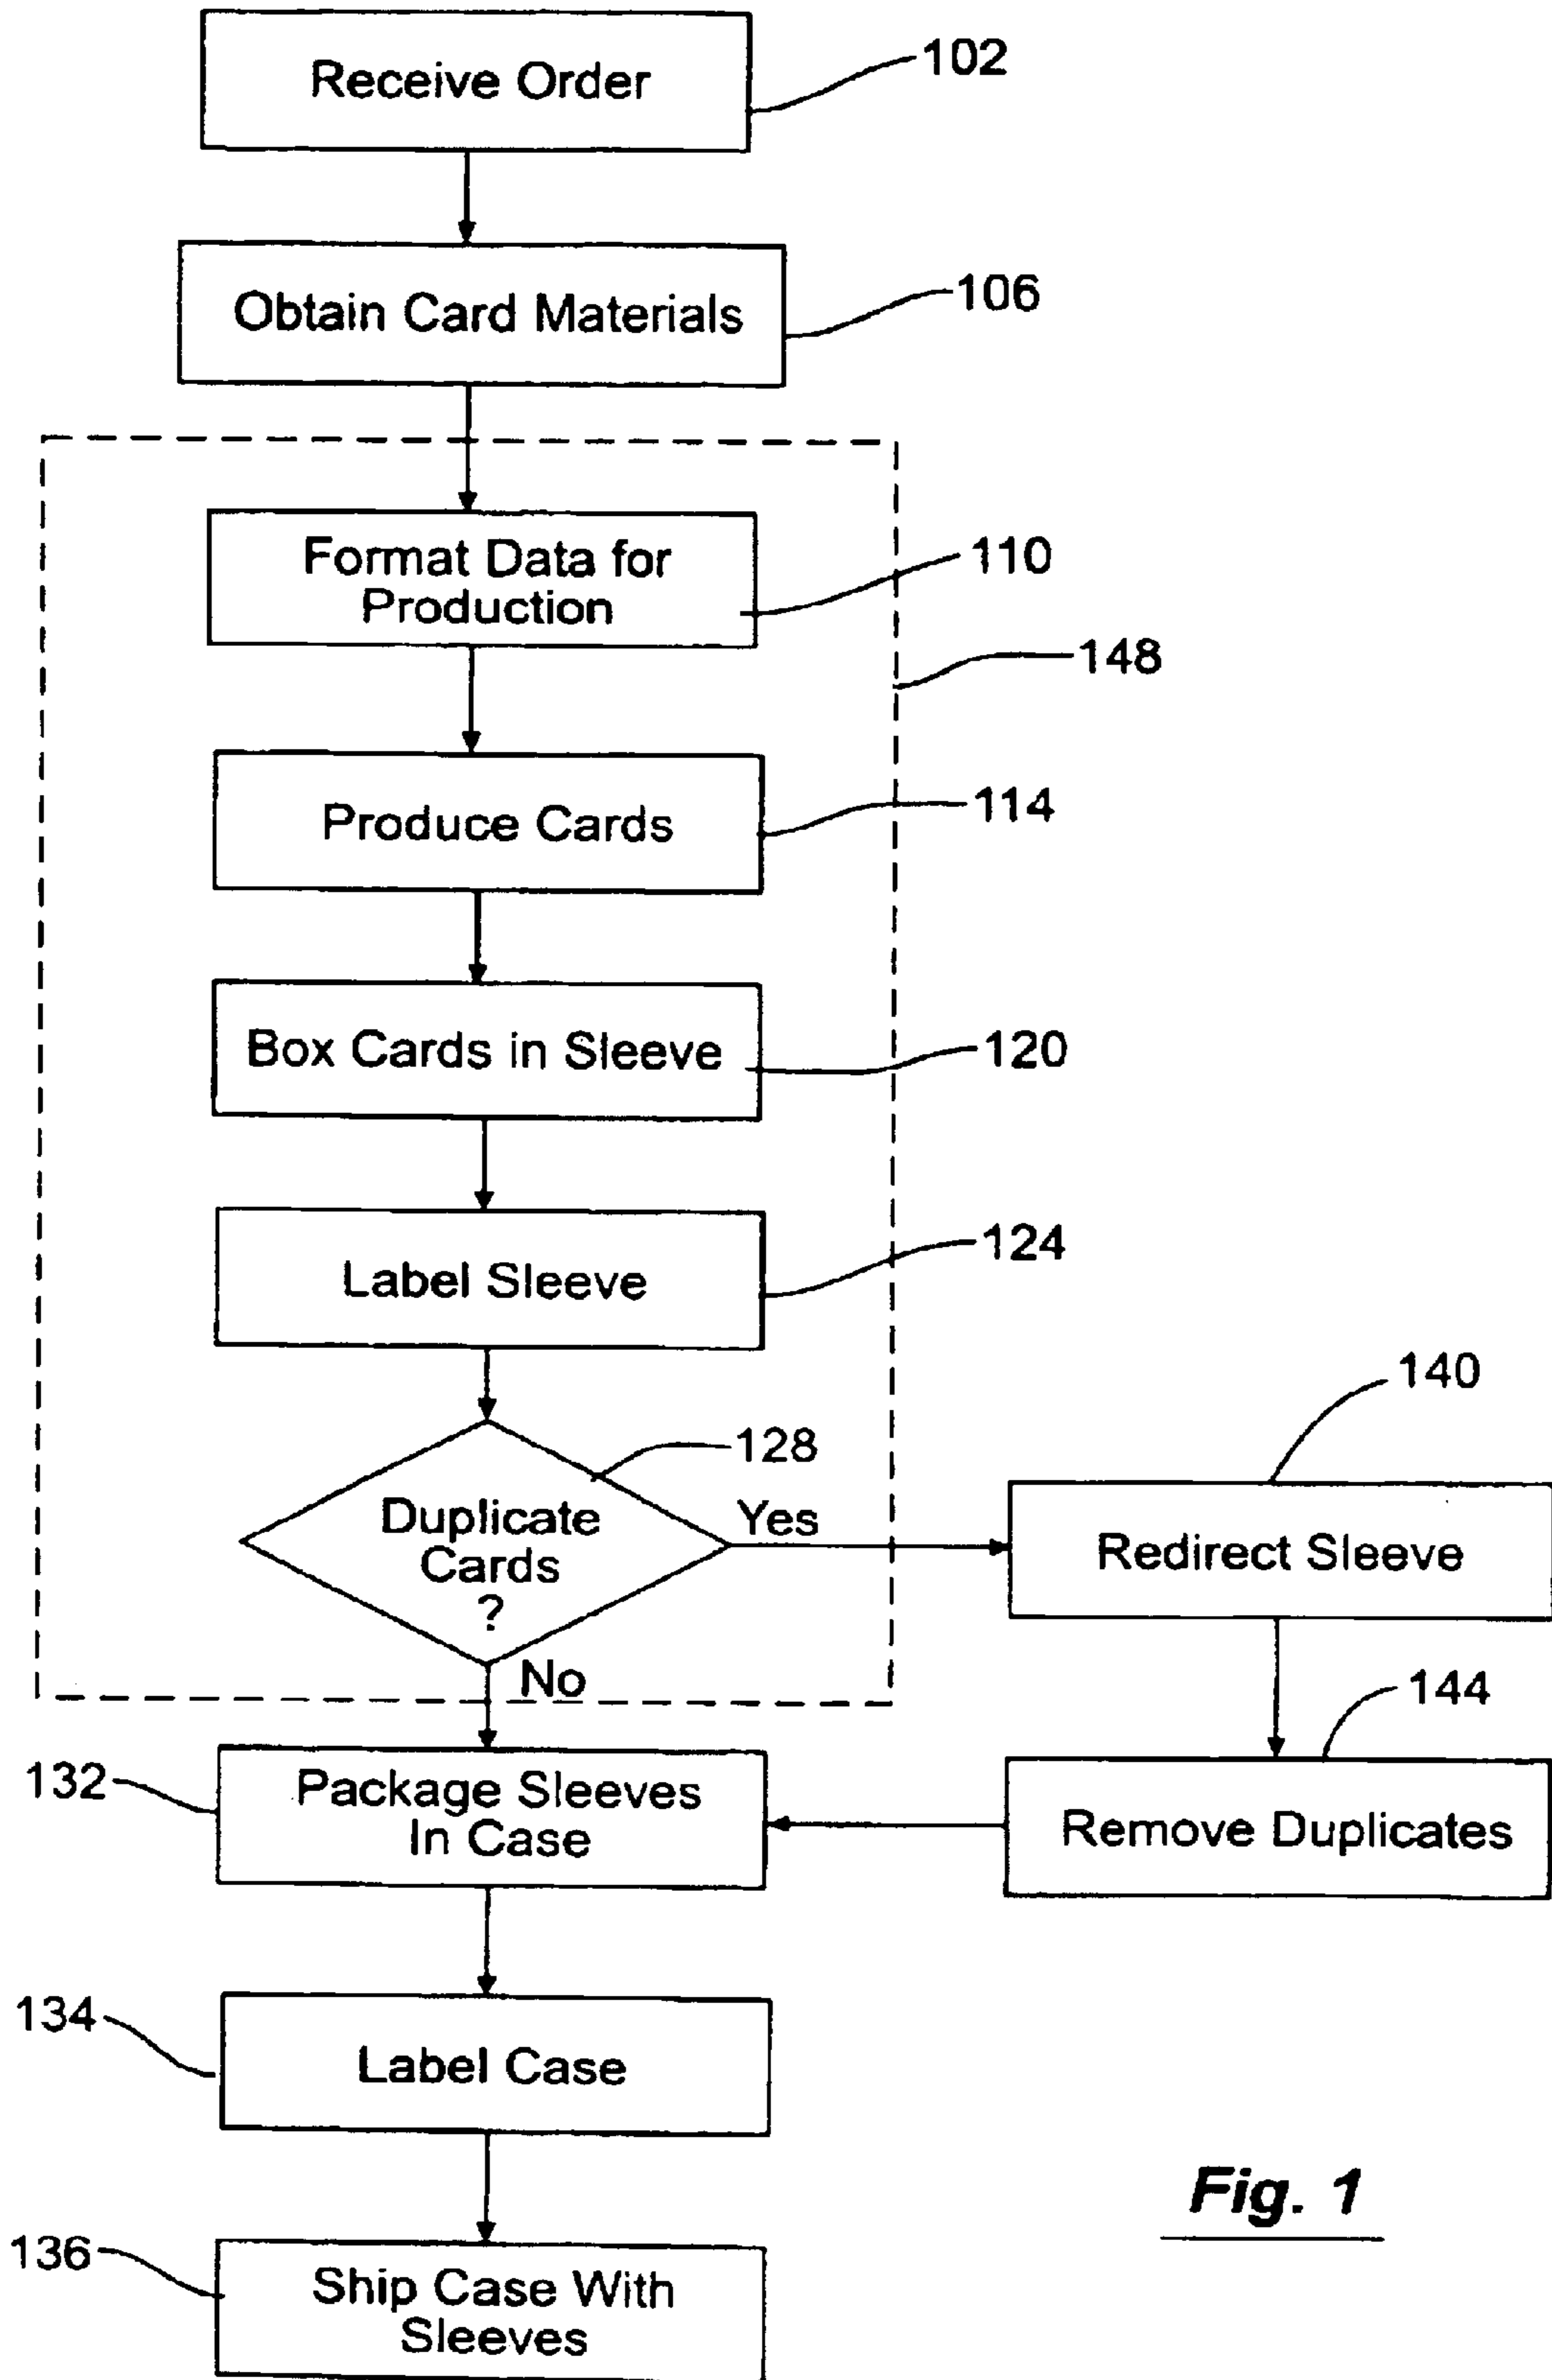 Receive Order
102
Obtain Card Materials
106
Format Data for
Production
110
148
Produce Cards
114
Box Cards in Sleeve
120
Label Sleeve
124
128
Duplicate
Cards
?
Yes
No
140
Redirect Sleeve
144
Remove Duplicates
132
Package Sleeves
In Case
134
Label Case
136
Ship Case With
Sleeves
Fig. 1